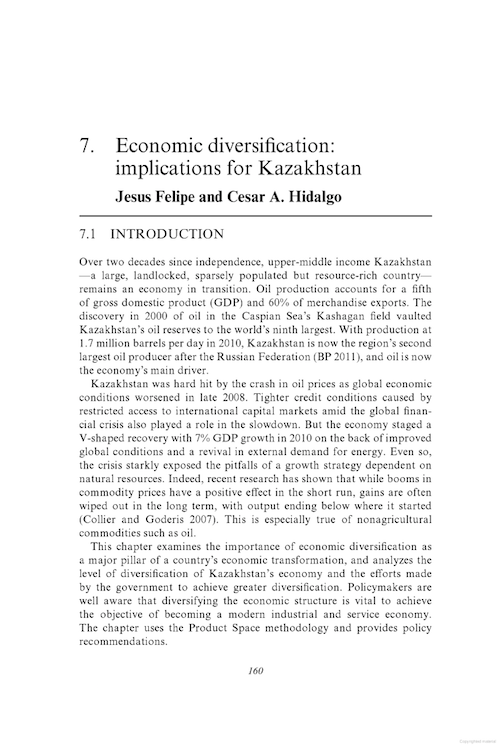 7. Economic diversification:
implications for Kazakhstan
Jesus Felipe and Cesar A. Hidalgo
7.1 INTRODUCTION
Over two decades since independence, upper-middle income Kazakhstan
—a large, landlocked, sparsely populated but resource-rich country—
remains an economy in transition. Oil production accounts for a fifth
of gross domestic product (GDP) and 60% of merchandise exports. The
discovery in 2000 of oil in the Caspian Sea’s Kashagan field vaulted
Kazakhstan’s oil reserves to the world’s ninth largest. With production at
1.7 million barrels per day in 2010, Kazakhstan is now the region’s second
largest oil producer after the Russian Federation (BP 2011), and oil is now
the economy’s main driver.
Kazakhstan was hard hit by the crash in oil prices as global economic
conditions worsened in late 2008. Tighter credit conditions caused by
restricted access to international capital markets amid the global finan-
cial crisis also played a role in the slowdown. But the economy staged a
V-shaped recovery with 7% GDP growth in 2010 on the back of improved
global conditions and a revival in external demand for energy. Even so,
the crisis starkly exposed the pitfalls of a growth strategy dependent on
natural resources. Indeed, recent research has shown that while booms in
commodity prices have a positive effect in the short run, gains are often
wiped out in the long term, with output ending below where it started
(Collier and Goderis 2007). This is especially true of nonagricultural
commodities such as oil.
This chapter examines the importance of economic diversification as
a major pillar of a country’s economic transformation, and analyzes the
level of diversification of Kazakhstan’s economy and the efforts made
by the government to achieve greater diversification. Policymakers are
well aware that diversifying the economic structure is vital to achieve
the objective of becoming a modern industrial and service economy.
The chapter uses the Product Space methodology and provides policy
recommendations.
160
Copyrighted material